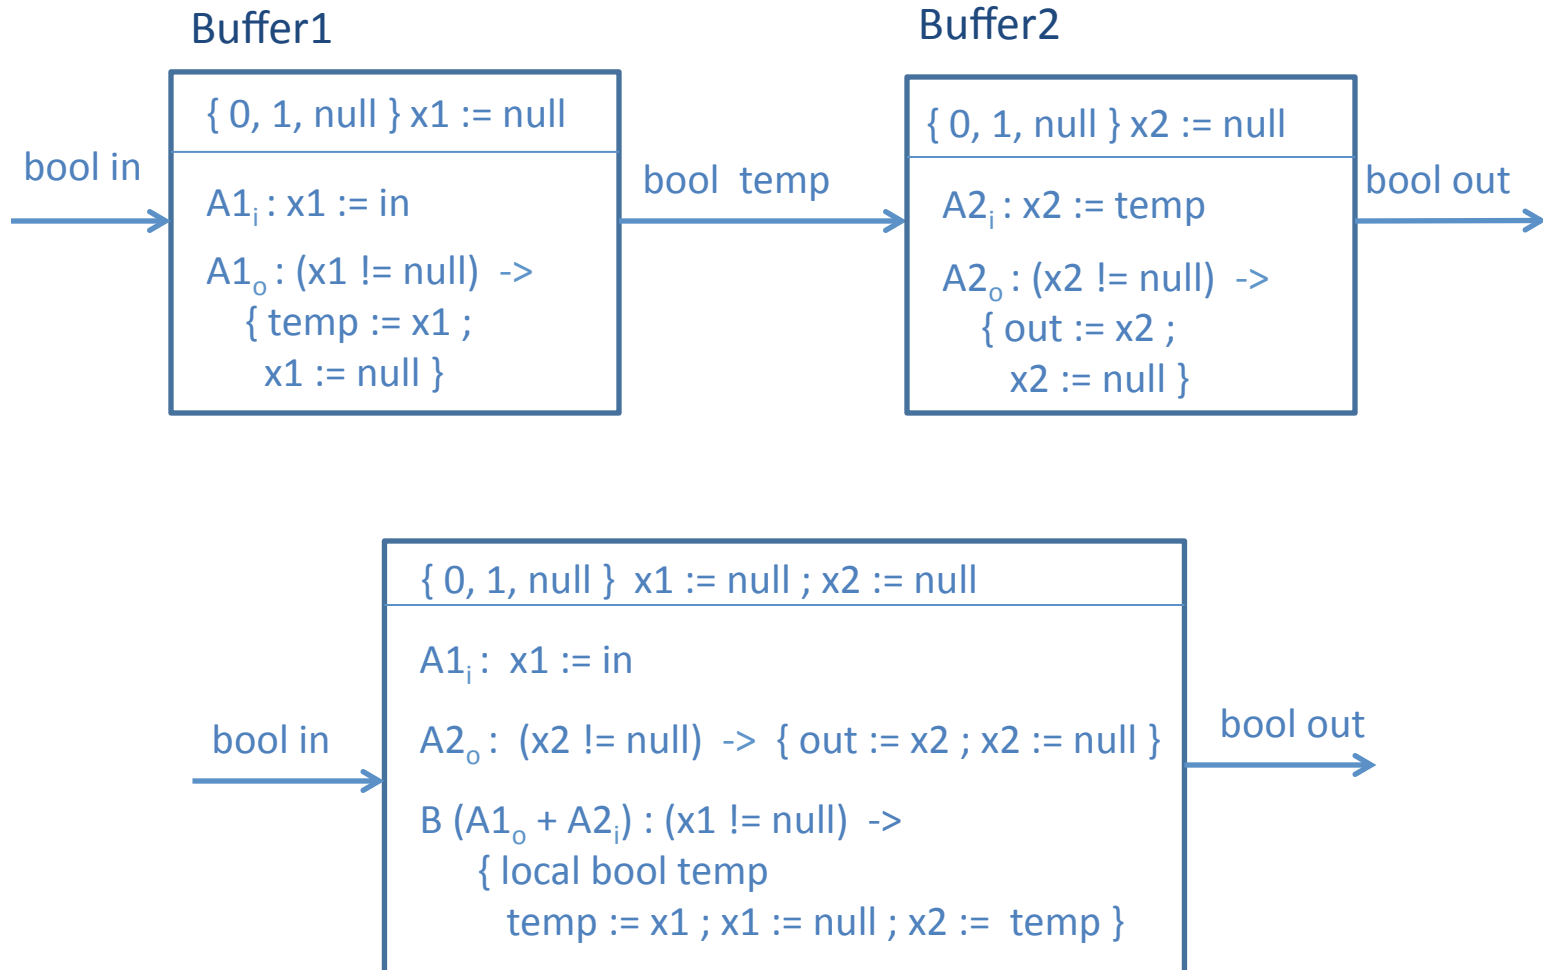 Buffer1
{ 0, 1, null } x1 := null
bool in
A1i : x1 := in
A1o : (x1 != null) ->
{ temp := x1 ;
x1 := null }
bool temp
Buffer2
{ 0, 1, null } x2 := null
A2i : x2 := temp
A2o : (x2 != null) ->
{ out := x2 ;
x2 := null }
bool out
{ 0, 1, null } x1 := null ; x2 := null
bool in
A1i : x1 := in
A2o : (x2 != null) -> { out := x2 ; x2 := null }
B (A1o + A2i) : (x1 != null) ->
{ local bool temp
temp := x1 ; x1 := null ; x2 := temp }
bool out